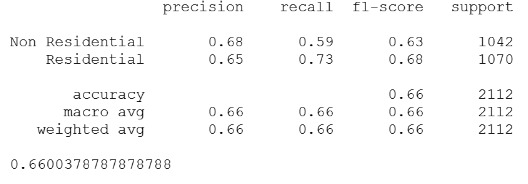 precision recall f1-score support
Non Residential 0.68 0.59 0.63 1042
Residential 0.65 0.73 0.68 1070
accuracy 0.66 2112
macro avg 0.66 0.66 0.66 2112
weighted avg 0.66 0.66 0.66 2112
0.6600378787878788